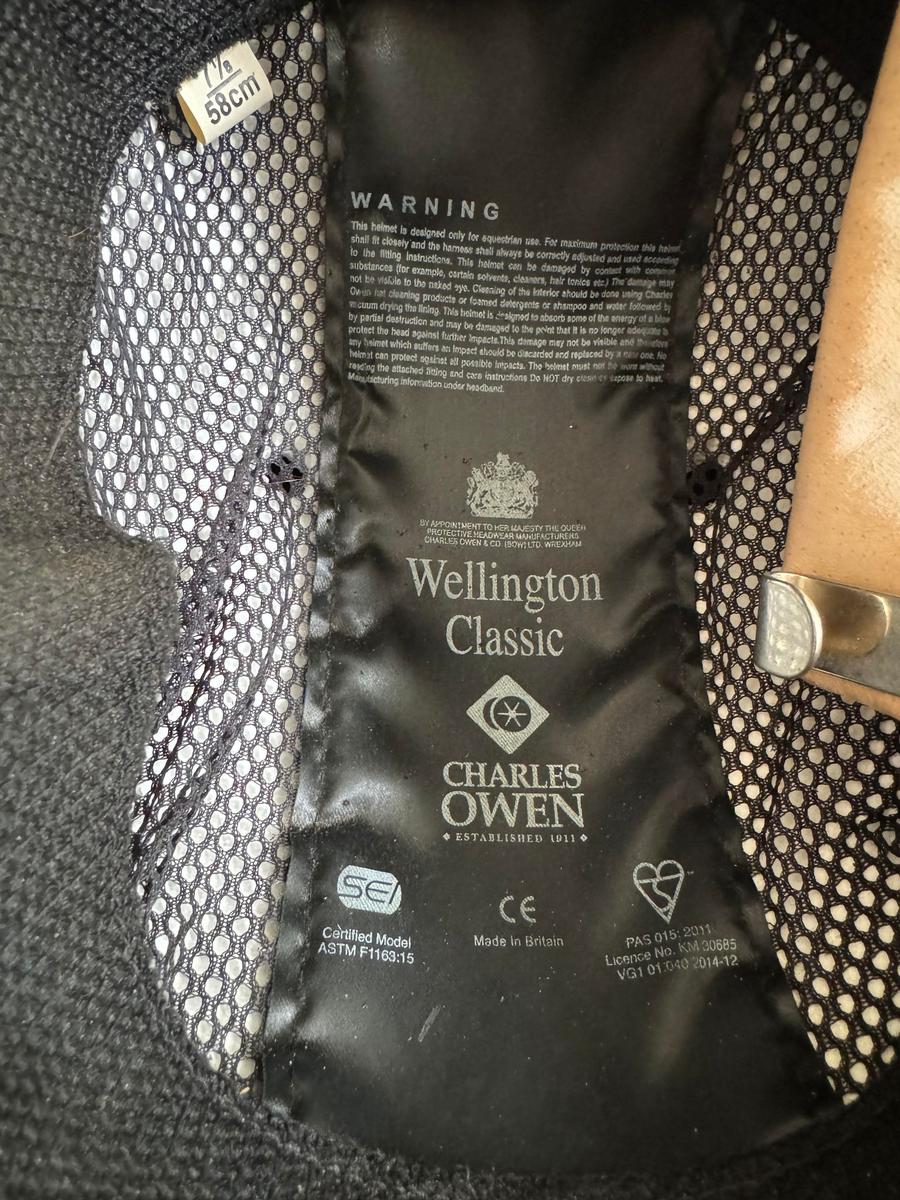 7 1/8
58cm
WARNING
This helmet is designed only for equestrian use. For maximum protection this helmet
shall fit closely and the harness shall always be correctly adjusted and used according
to the fitting instructions. This helmet can be damaged by contact with common
substances (for example, certain solvents, cleaners, hair tonics etc.) The damage may
not be visible to the naked eye. Cleaning of the interior should be done using Charles
Owen hat cleaning products or foamed detergents or shampoo and water followed by
vacuum drying the lining. This helmet is designed to absorb some of the energy of a blow
by partial destruction and may be damaged to the point that it is no longer adequate to
protect the head against further impacts.This damage may not be visible and therefore
any helmet which suffers an impact should be discarded and replaced by a new one. No
helmet can protect against all possible impacts. The helmet must not be worn without
reading the attached fitting and care instructions Do NOT dry clean or expose to heat.
Manufacturing information under headband.
BY APPOINTMENT TO HER MAJESTY THE QUEEN
PROTECTIVE HEADWEAR MANUFACTURERS
CHARLES OWEN & CO. (BOW) LTD. WREXHAM
Wellington
Classic
CHARLES
OWEN
ESTABLISHED 1911
SEI
Certified Model
ASTM F1163:15
CE
Made in Britain
PAS 015: 2011
Licence No. KM 30685
VG1 01.040 2014-12